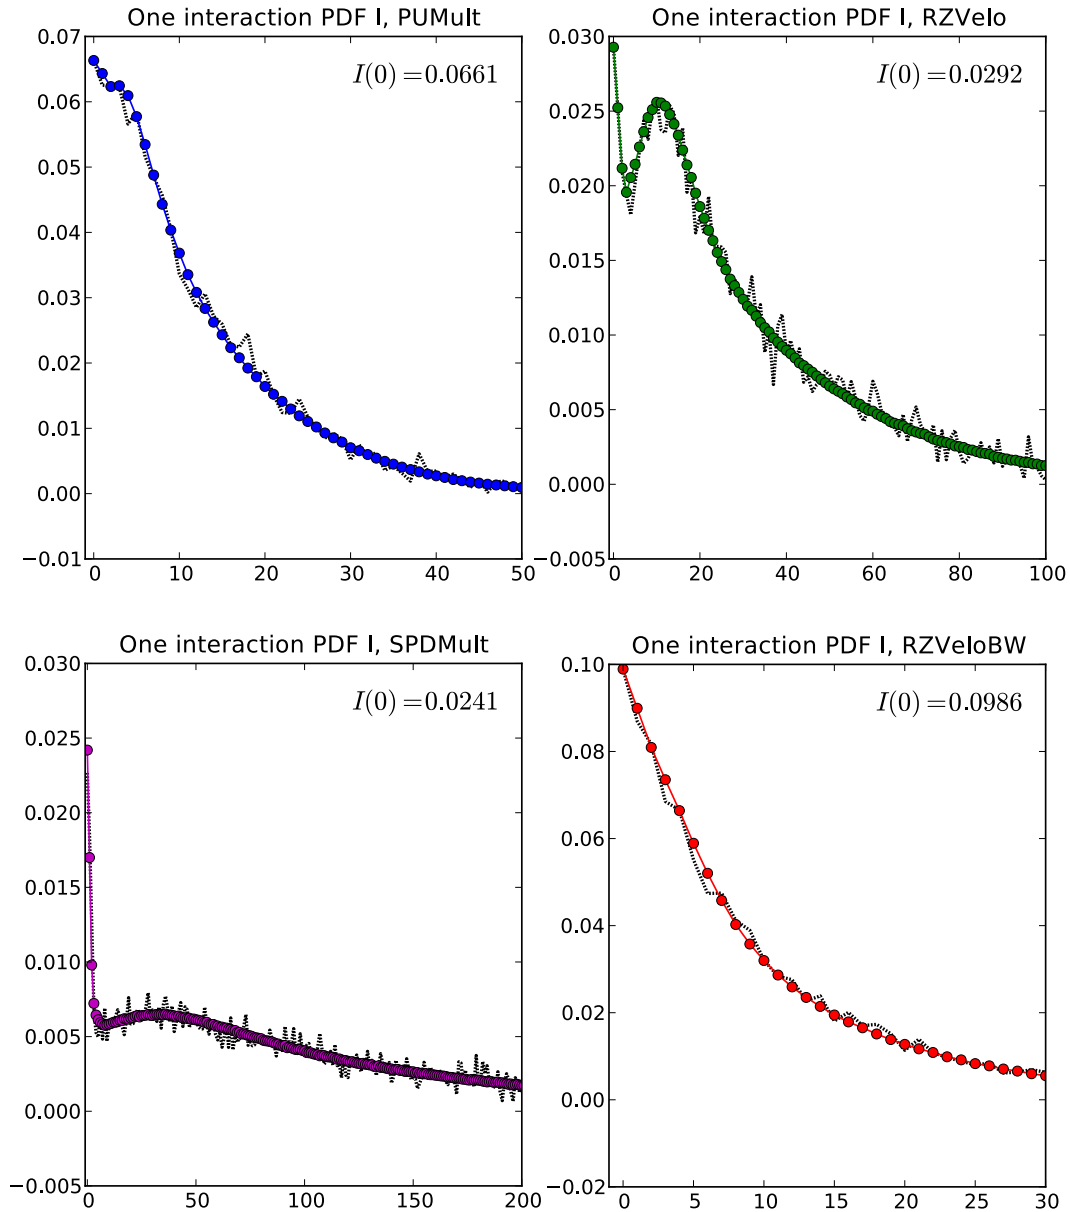 One interaction PDF I, PUMult
I(0)=0.0661
0.07
0.06
0.05
0.04
0.03
0.02
0.01
0.00
−0.01
0 10 20 30 40 50
One interaction PDF I, RZVelo
I(0)=0.0292
0.030
0.025
0.020
0.015
0.010
0.005
0.000
−0.005
0 20 40 60 80 100
One interaction PDF I, SPDMult
I(0)=0.0241
0.030
0.025
0.020
0.015
0.010
0.005
0.000
−0.005
0 50 100 150 200
One interaction PDF I, RZVeloBW
I(0)=0.0986
0.10
0.08
0.06
0.04
0.02
0.00
−0.02
0 5 10 15 20 25 30